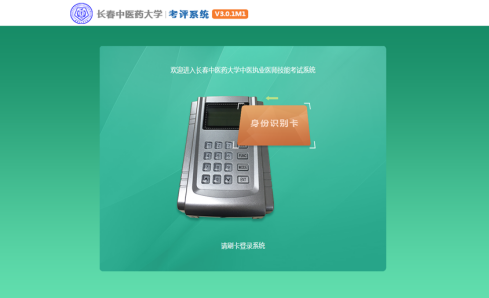 长春中医药大学 | 考评系统 V3.0.1M1
欢迎进入长春中医药大学中医执业医师技能考试系统
身份识别卡
请刷卡登录系统